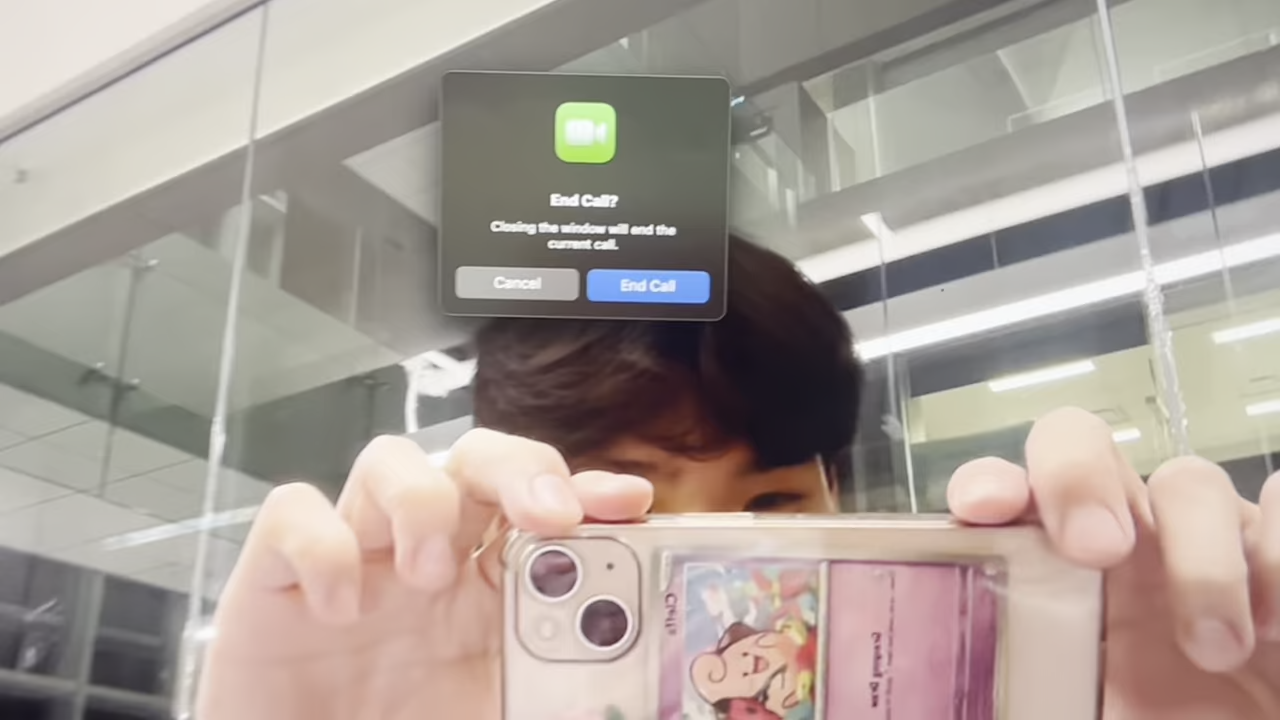 End Call?
Closing the window will end the
current call.
Cancel
End Call